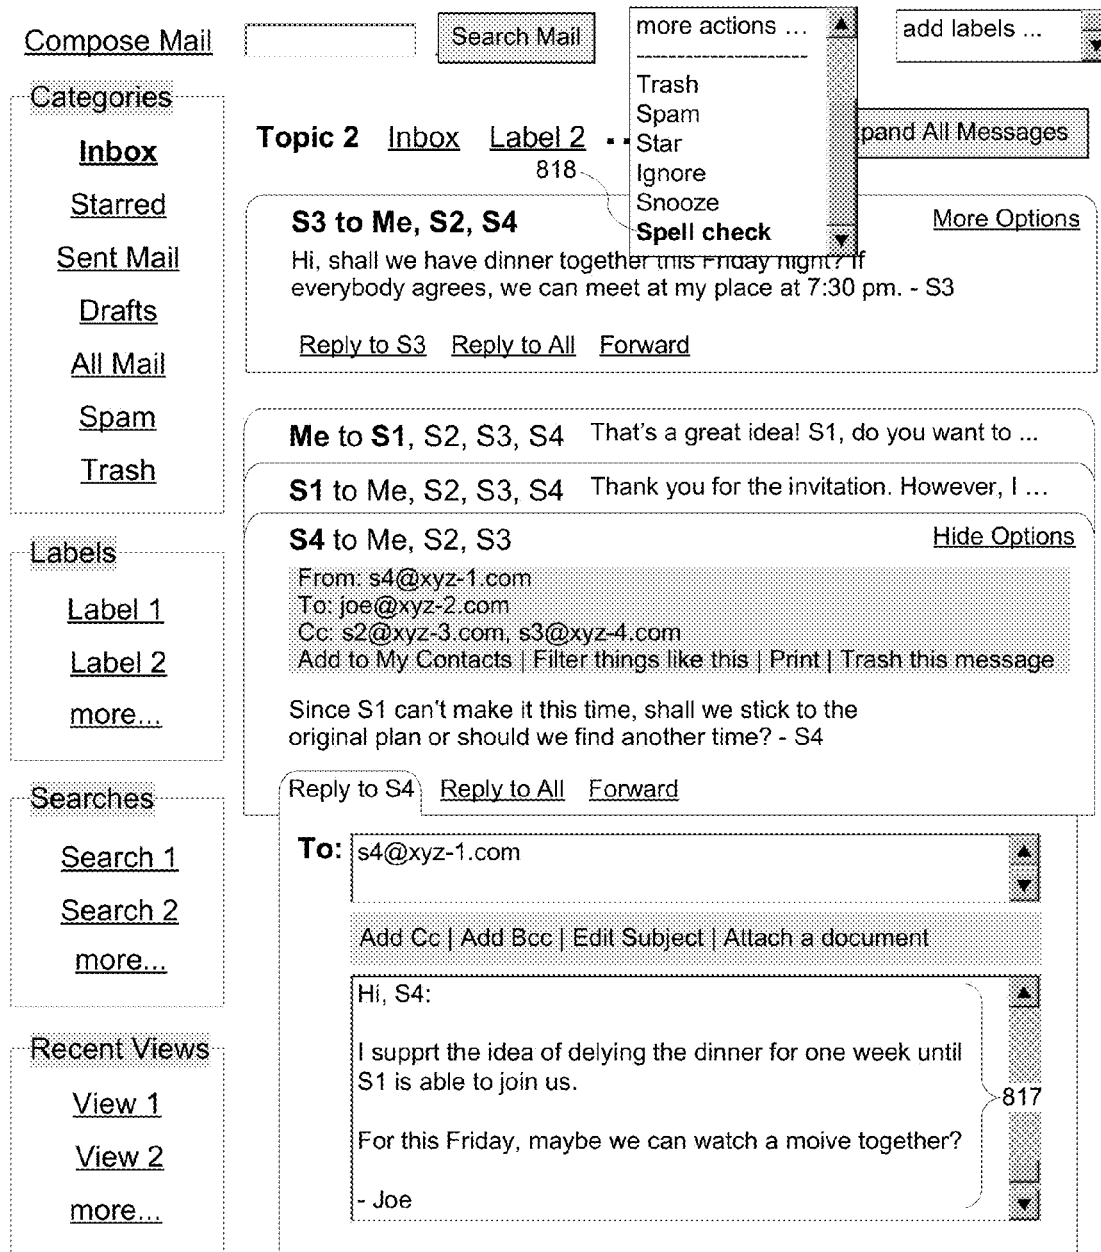 Compose Mail
Search Mail
more actions ...
--------------------
Trash
Spam
Star
Ignore
Snooze
Spell check
add labels ...
Categories
Inbox
Starred
Sent Mail
Drafts
All Mail
Spam
Trash
Labels
Label 1
Label 2
more...
Searches
Search 1
Search 2
more...
Recent Views
View 1
View 2
more...
Topic 2 Inbox Label 2
pand All Messages
818
S3 to Me, S2, S4 More Options
Hi, shall we have dinner together this Friday night? If
everybody agrees, we can meet at my place at 7:30 pm. - S3
Reply to S3 Reply to All Forward
Me to S1, S2, S3, S4 That's a great idea! S1, do you want to ...
S1 to Me, S2, S3, S4 Thank you for the invitation. However, I ...
S4 to Me, S2, S3 Hide Options
From: s4@xyz-1.com
To: joe@xyz-2.com
Cc: s2@xyz-3.com, s3@xyz-4.com
Add to My Contacts | Filter things like this | Print | Trash this message
Since S1 can't make it this time, shall we stick to the
original plan or should we find another time? - S4
Reply to S4 Reply to All Forward
To: s4@xyz-1.com
Add Cc | Add Bcc | Edit Subject | Attach a document
Hi, S4:
I supprt the idea of delying the dinner for one week until
S1 is able to join us.
817
For this Friday, maybe we can watch a moive together?
- Joe